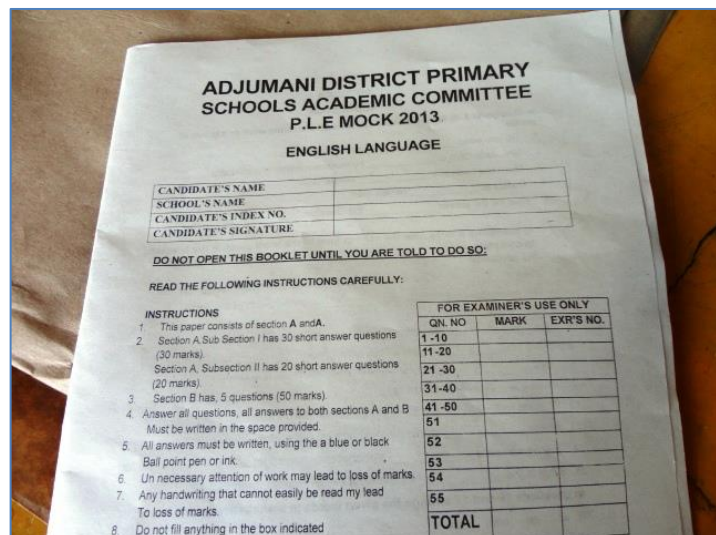 ADJUMANI DISTRICT PRIMARY
SCHOOLS ACADEMIC COMMITTEE
P.L.E MOCK 2013
ENGLISH LANGUAGE
CANDIDATE'S NAME
SCHOOL'S NAME
CANDIDATE'S INDEX NO.
CANDIDATE'S SIGNATURE
DO NOT OPEN THIS BOOKLET UNTIL YOU ARE TOLD TO DO SO:
READ THE FOLLOWING INSTRUCTIONS CAREFULLY:
INSTRUCTIONS
1. This paper consists of section A andA.
2. Section A,Sub Section I has 30 short answer questions
(30 marks).
Section A, Subsection II has 20 short answer questions
(20 marks).
3. Section B has, 5 questions (50 marks).
4. Answer all questions, all answers to both sections A and B
Must be written in the space provided.
5. All answers must be written, using the a blue or black
Ball point pen or ink.
6. Un necessary attention of work may lead to loss of marks.
7. Any handwriting that cannot easily be read my lead
To loss of marks.
8. Do not fill anything in the box indicated
FOR EXAMINER'S USE ONLY
QN. NO MARK EXR'S NO.
1 -10
11 -20
21 -30
31-40
41 -50
51
52
53
54
55
TOTAL